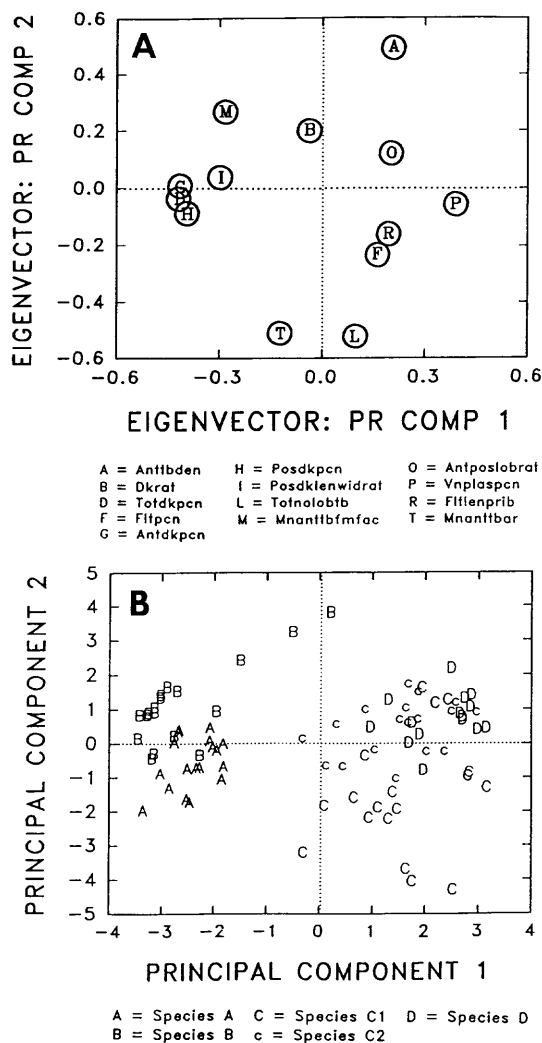 A
EIGENVECTOR: PR COMP 2
0.6
0.4
0.2
0.0
-0.2
-0.4
-0.6
A
M
B
O
I
G
D
H
P
R
F
T
L
-0.6 -0.3 0.0 0.3 0.6
EIGENVECTOR: PR COMP 1
A = Anttbden H = Posdkpcn O = Antposlobrat
B = Dkrat I = Posdklenwidrat P = Vnplaspcn
D = Totdkpcn L = Totnolobtb R = Fltlenprib
F = Fltpcn M = Mnanttbfmfac T = Mnanttbar
G = Antdkpcn
B
PRINCIPAL COMPONENT 2
5
4
3
2
1
0
-1
-2
-3
-4
-5
-4 -3 -2 -1 0 1 2 3 4
PRINCIPAL COMPONENT 1
A = Species A C = Species C1 D = Species D
B = Species B c = Species C2